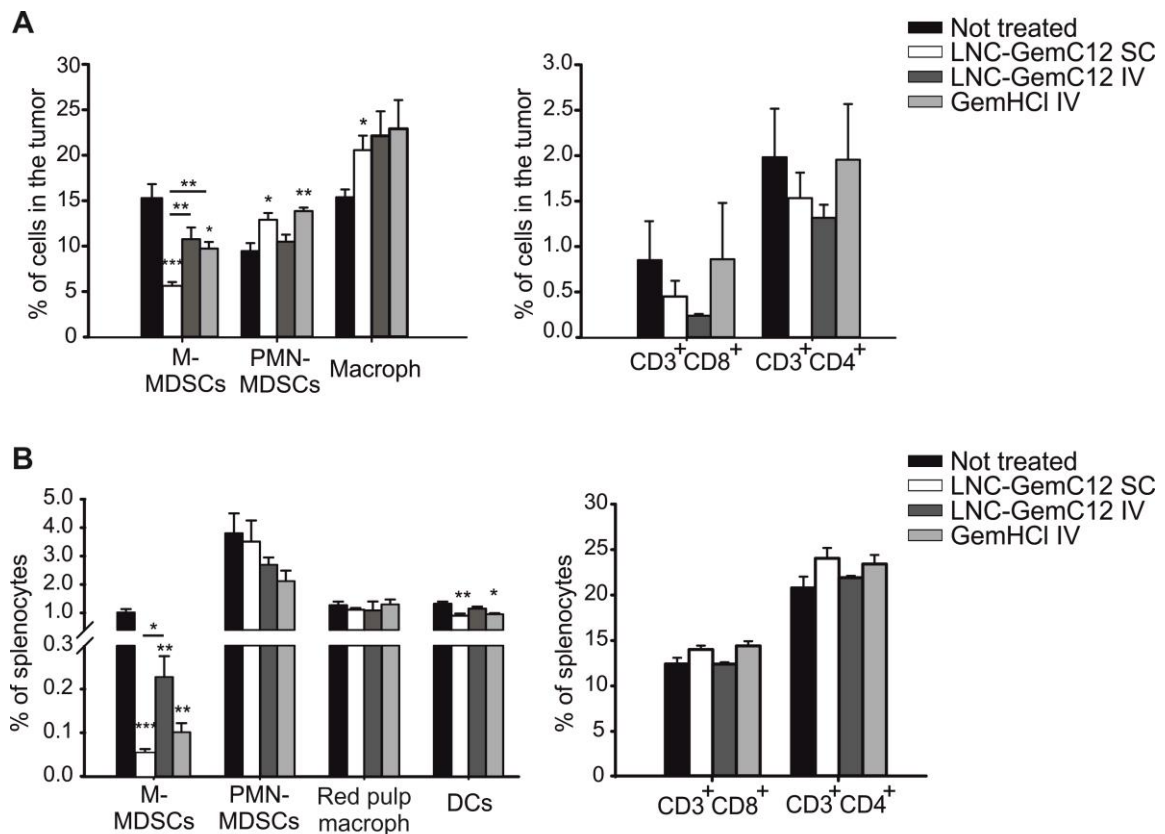 A
Not treated
LNC-GemC12 SC
LNC-GemC12 IV
GemHCl IV
% of cells in the tumor
30
25
20
15
10
5
0
***
**
**
*
*
**
*
M-
MDSCs
PMN-
MDSCs
Macroph
% of cells in the tumor
3.0
2.5
2.0
1.5
1.0
0.5
0.0
CD3+CD8+
CD3+CD4+
B
Not treated
LNC-GemC12 SC
LNC-GemC12 IV
GemHCl IV
% of splenocytes
5.0
4.0
3.0
2.0
1.0
0.3
0.2
0.1
0.0
***
*
**
**
**
*
M-
MDSCs
PMN-
MDSCs
Red pulp
macroph
DCs
% of splenocytes
30
25
20
15
10
5
0
CD3+CD8+
CD3+CD4+